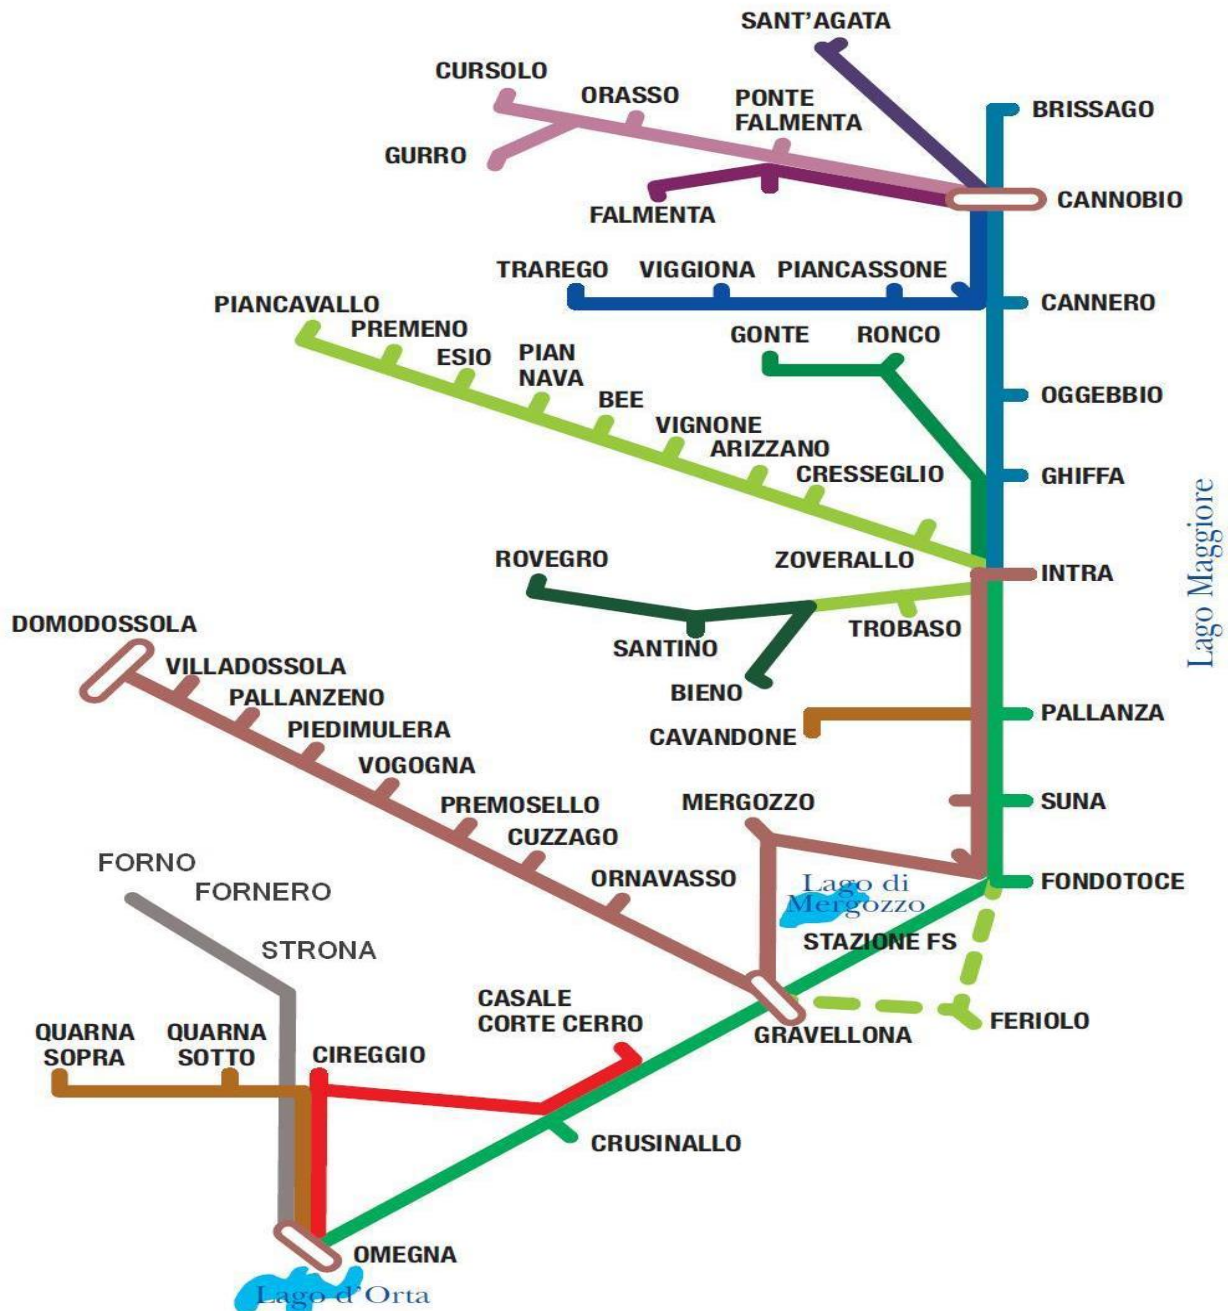 SANT'AGATA
CURSOLO
ORASSO
PONTE
FALMENTA
BRISSAGO
GURRO
FALMENTA
CANNOBIO
TRAREGO
VIGGIONA
PIANCASSONE
PIANCAVALLO
CANNERO
PREMENO
ESIO
PIAN
NAVA
GONTE
RONCO
BEE
OGGEBBIO
VIGNONE
ARIZZANO
CRESSEGLIO
GHIFFA
Lago Maggiore
ROVEGRO
ZOVERALLO
INTRA
DOMODOSSOLA
SANTINO
TROBASO
VILLADOSSOLA
BIENO
PALLANZENO
PIEDIMULERA
CAVANDONE
PALLANZA
VOGOGNA
PREMOSELLO
MERGOZZO
SUNA
CUZZAGO
FORNO
ORNAVASSO
Lago di
Mergozzo
FONDOTOCE
FORNERO
STRONA
STAZIONE FS
CASALE
CORTE CERRO
GRAVELLONA
FERIOLO
QUARNA
SOPRA
QUARNA
SOTTO
CIREGGIO
CRUSINALLO
OMEGNA
Lago d'Orta